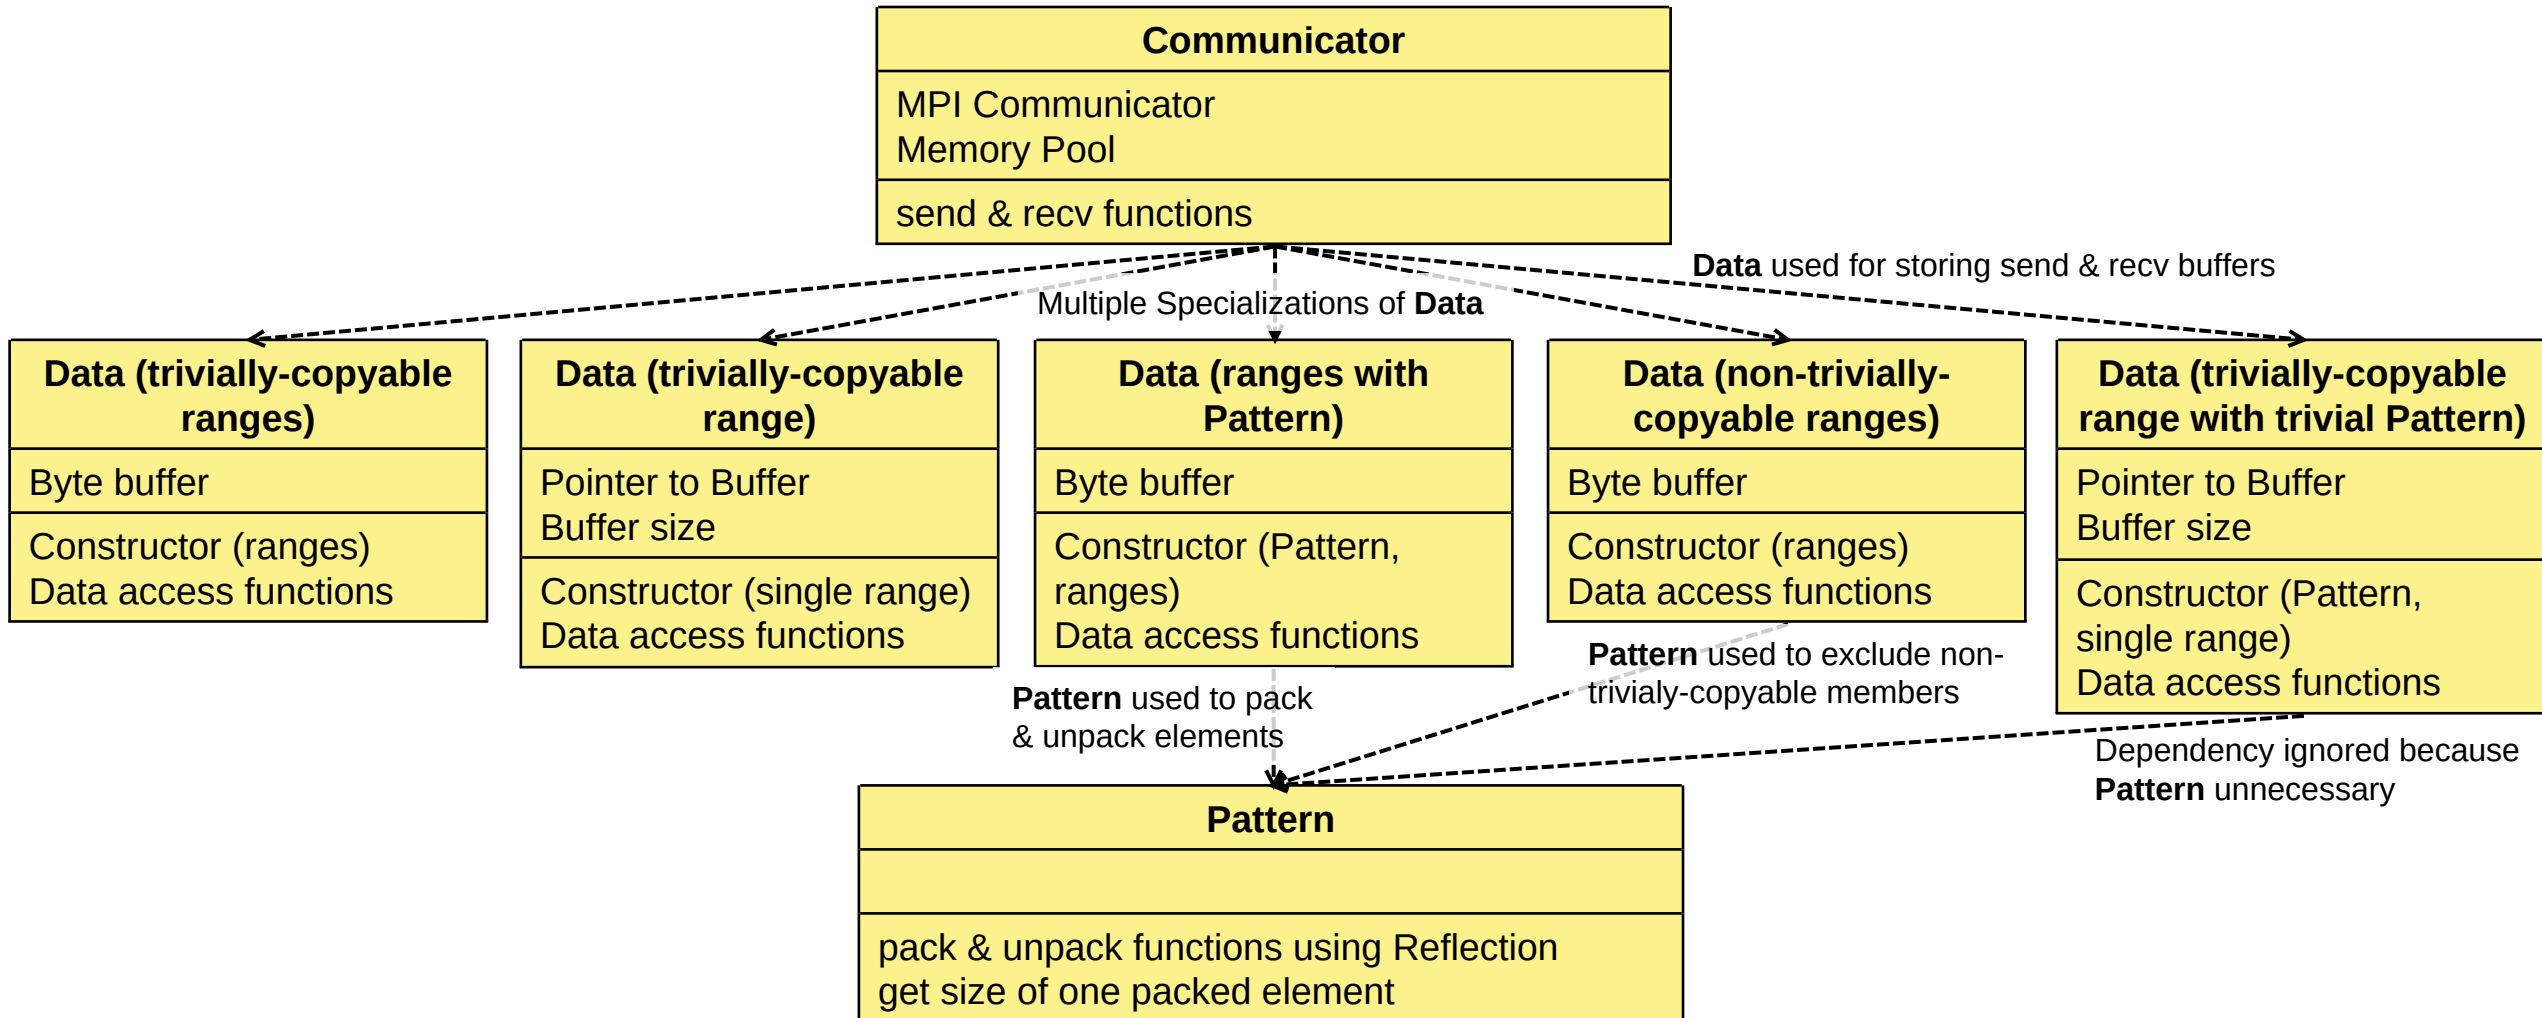 Communicator
MPI Communicator
Memory Pool
send & recv functions
Data used for storing send & recv buffers
Multiple Specializations of Data
Data (trivially-copyable
ranges)
Byte buffer
Constructor (ranges)
Data access functions
Data (trivially-copyable
range)
Pointer to Buffer
Buffer size
Constructor (single range)
Data access functions
Data (ranges with
Pattern)
Byte buffer
Constructor (Pattern,
ranges)
Data access functions
Data (non-trivially-
copyable ranges)
Byte buffer
Constructor (ranges)
Data access functions
Data (trivially-copyable
range with trivial Pattern)
Pointer to Buffer
Buffer size
Constructor (Pattern,
single range)
Data access functions
Pattern used to pack
& unpack elements
Pattern used to exclude non-
trivialy-copyable members
Dependency ignored because
Pattern unnecessary
Pattern
pack & unpack functions using Reflection
get size of one packed element